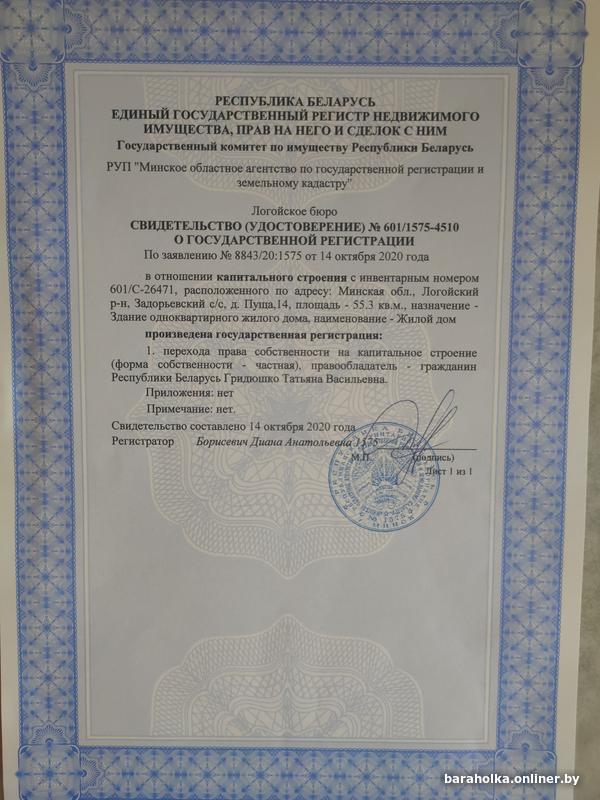 РЕСПУБЛИКА БЕЛАРУСЬ
ЕДИНЫЙ ГОСУДАРСТВЕННЫЙ РЕГИСТР НЕДВИЖИМОГО
ИМУЩЕСТВА, ПРАВ НА НЕГО И СДЕЛОК С НИМ
Государственный комитет по имуществу Республики Беларусь
РУП "Минское областное агентство по государственной регистрации и
земельному кадастру"
Логойское бюро
СВИДЕТЕЛЬСТВО (УДОСТОВЕРЕНИЕ) № 601/1575-4510
О ГОСУДАРСТВЕННОЙ РЕГИСТРАЦИИ
По заявлению № 8843/20:1575 от 14 октября 2020 года
в отношении капитального строения с инвентарным номером
601/С-26471, расположенного по адресу: Минская обл., Логойский
р-н, Задорьевский с/с, д. Пуща,14, площадь - 55.3 кв.м., назначение -
Здание одноквартирного жилого дома, наименование - Жилой дом
произведена государственная регистрация:
1. перехода права собственности на капитальное строение
(форма собственности - частная), правообладатель - гражданин
Республики Беларусь Гридюшко Татьяна Васильевна.
Приложения: нет
Примечание: нет.
Свидетельство составлено 14 октября 2020 года
Регистратор Борисевич Диана Анатольевна 1575
М.П. (подпись)
Лист 1 из 1
baraholka.onliner.by